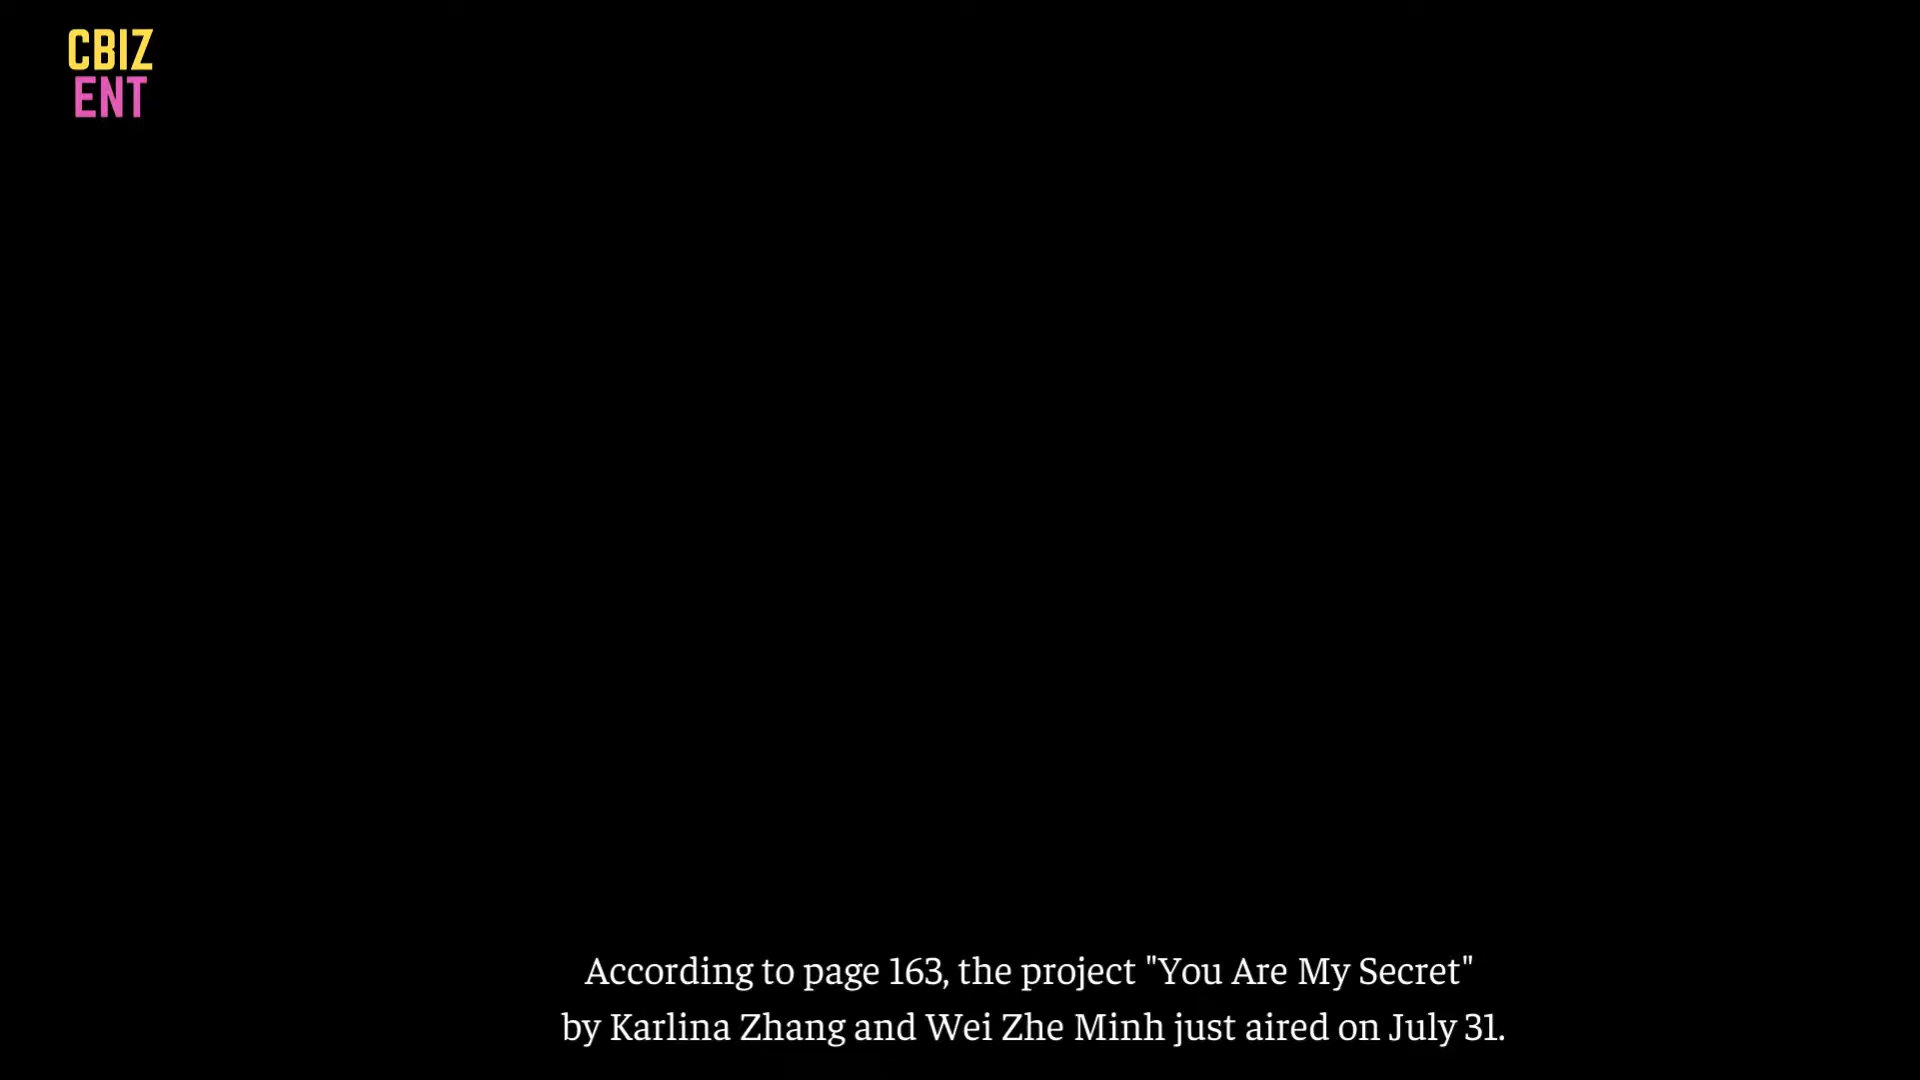 CBIZ
ENT
According to page 163, the project "You Are My Secret"
by Karlina Zhang and Wei Zhe Minh just aired on July 31.